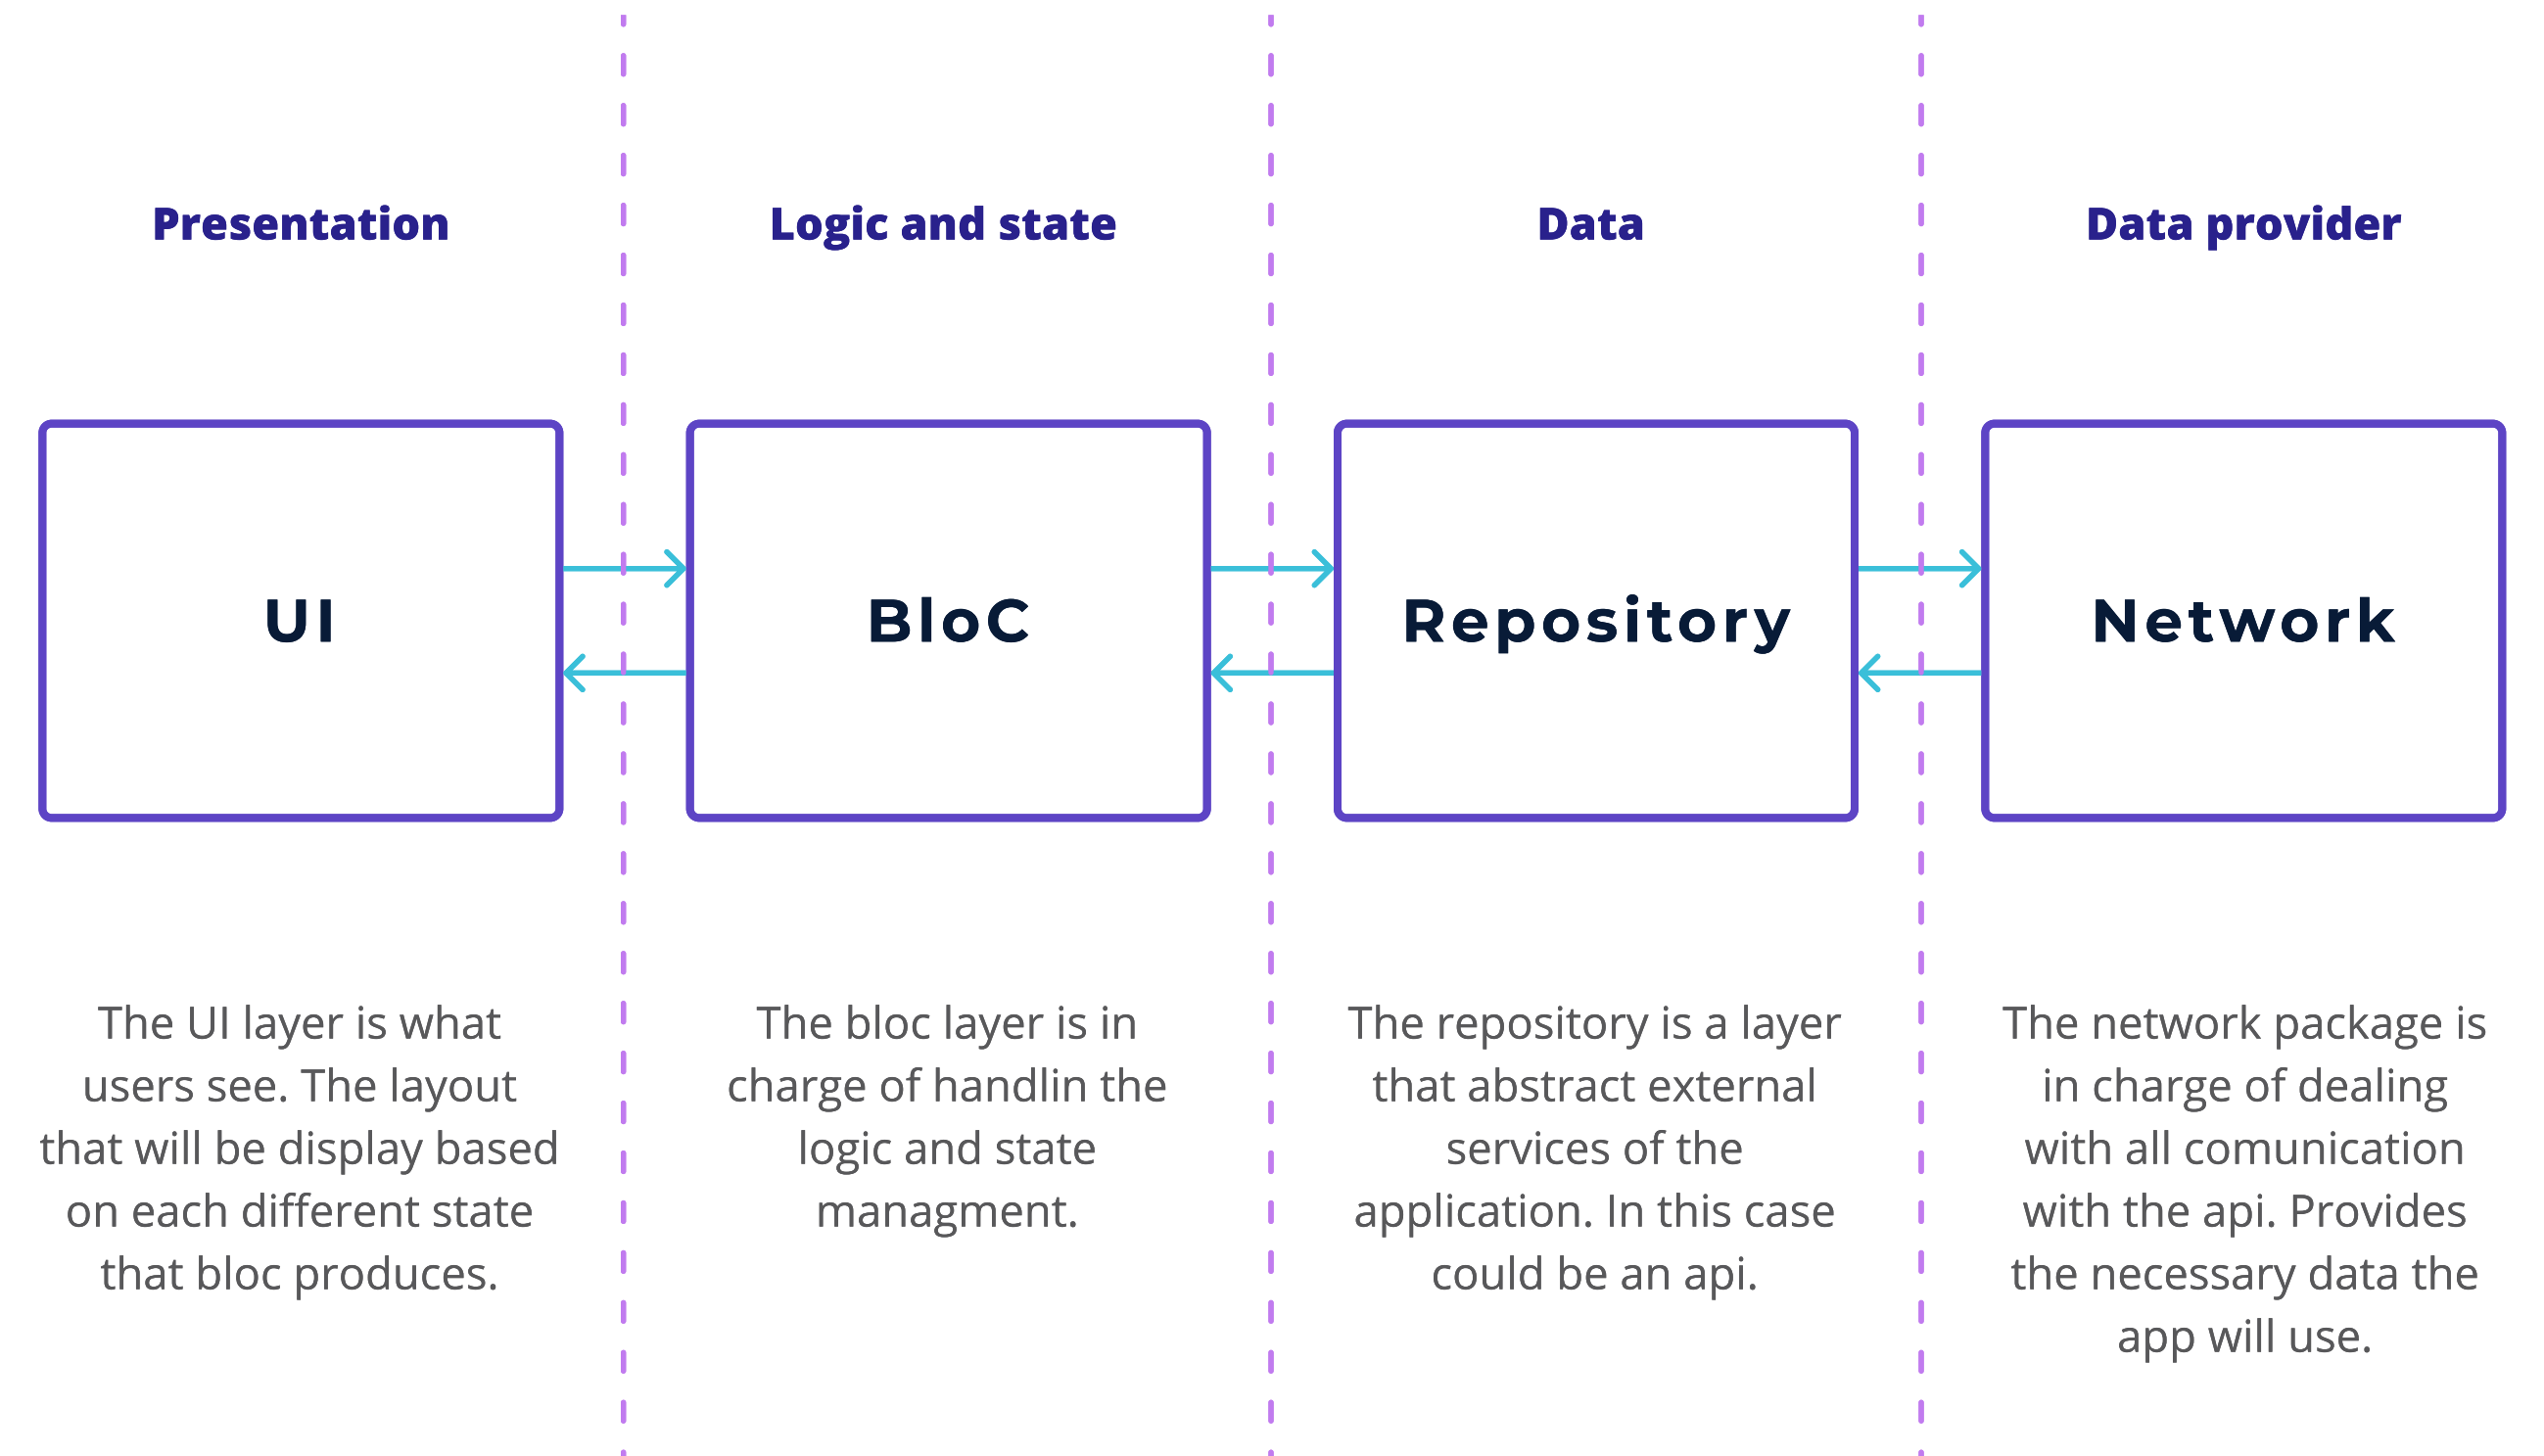 Presentation
Logic and state
Data
Data provider
UI
BloC
Repository
Network
The UI layer is what
users see. The layout
that will be display based
on each different state
that bloc produces.
The bloc layer is in
charge of handlin the
logic and state
managment.
The repository is a layer
that abstract external
services of the
application. In this case
could be an api.
The network package is
in charge of dealing
with all comunication
with the api. Provides
the necessary data the
app will use.